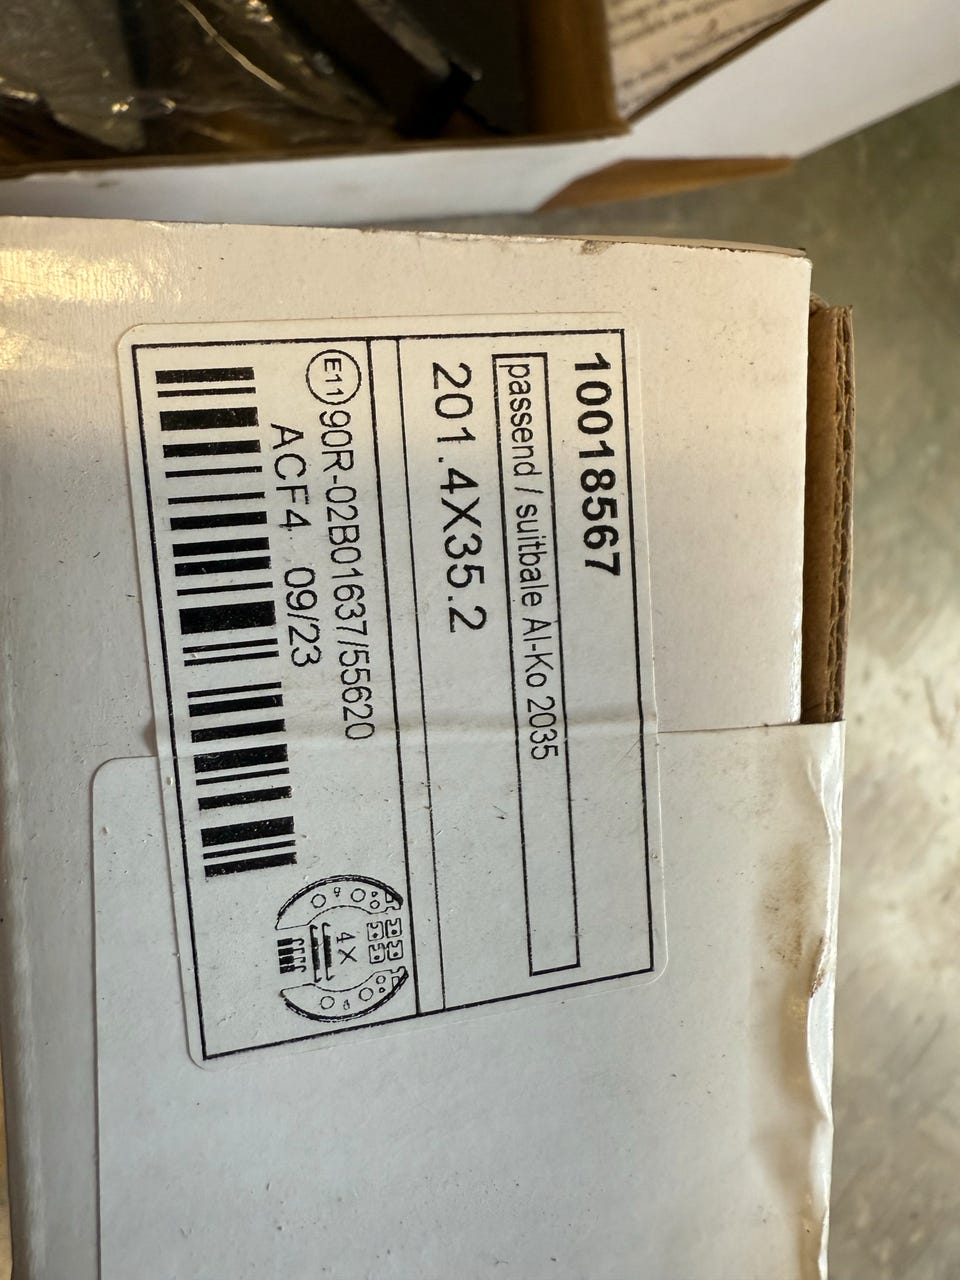 10018567
passend / suitbale Al-Ko 2035
201.4X35.2
E11 90R-02B01637/55620
ACF4 09/23
4X